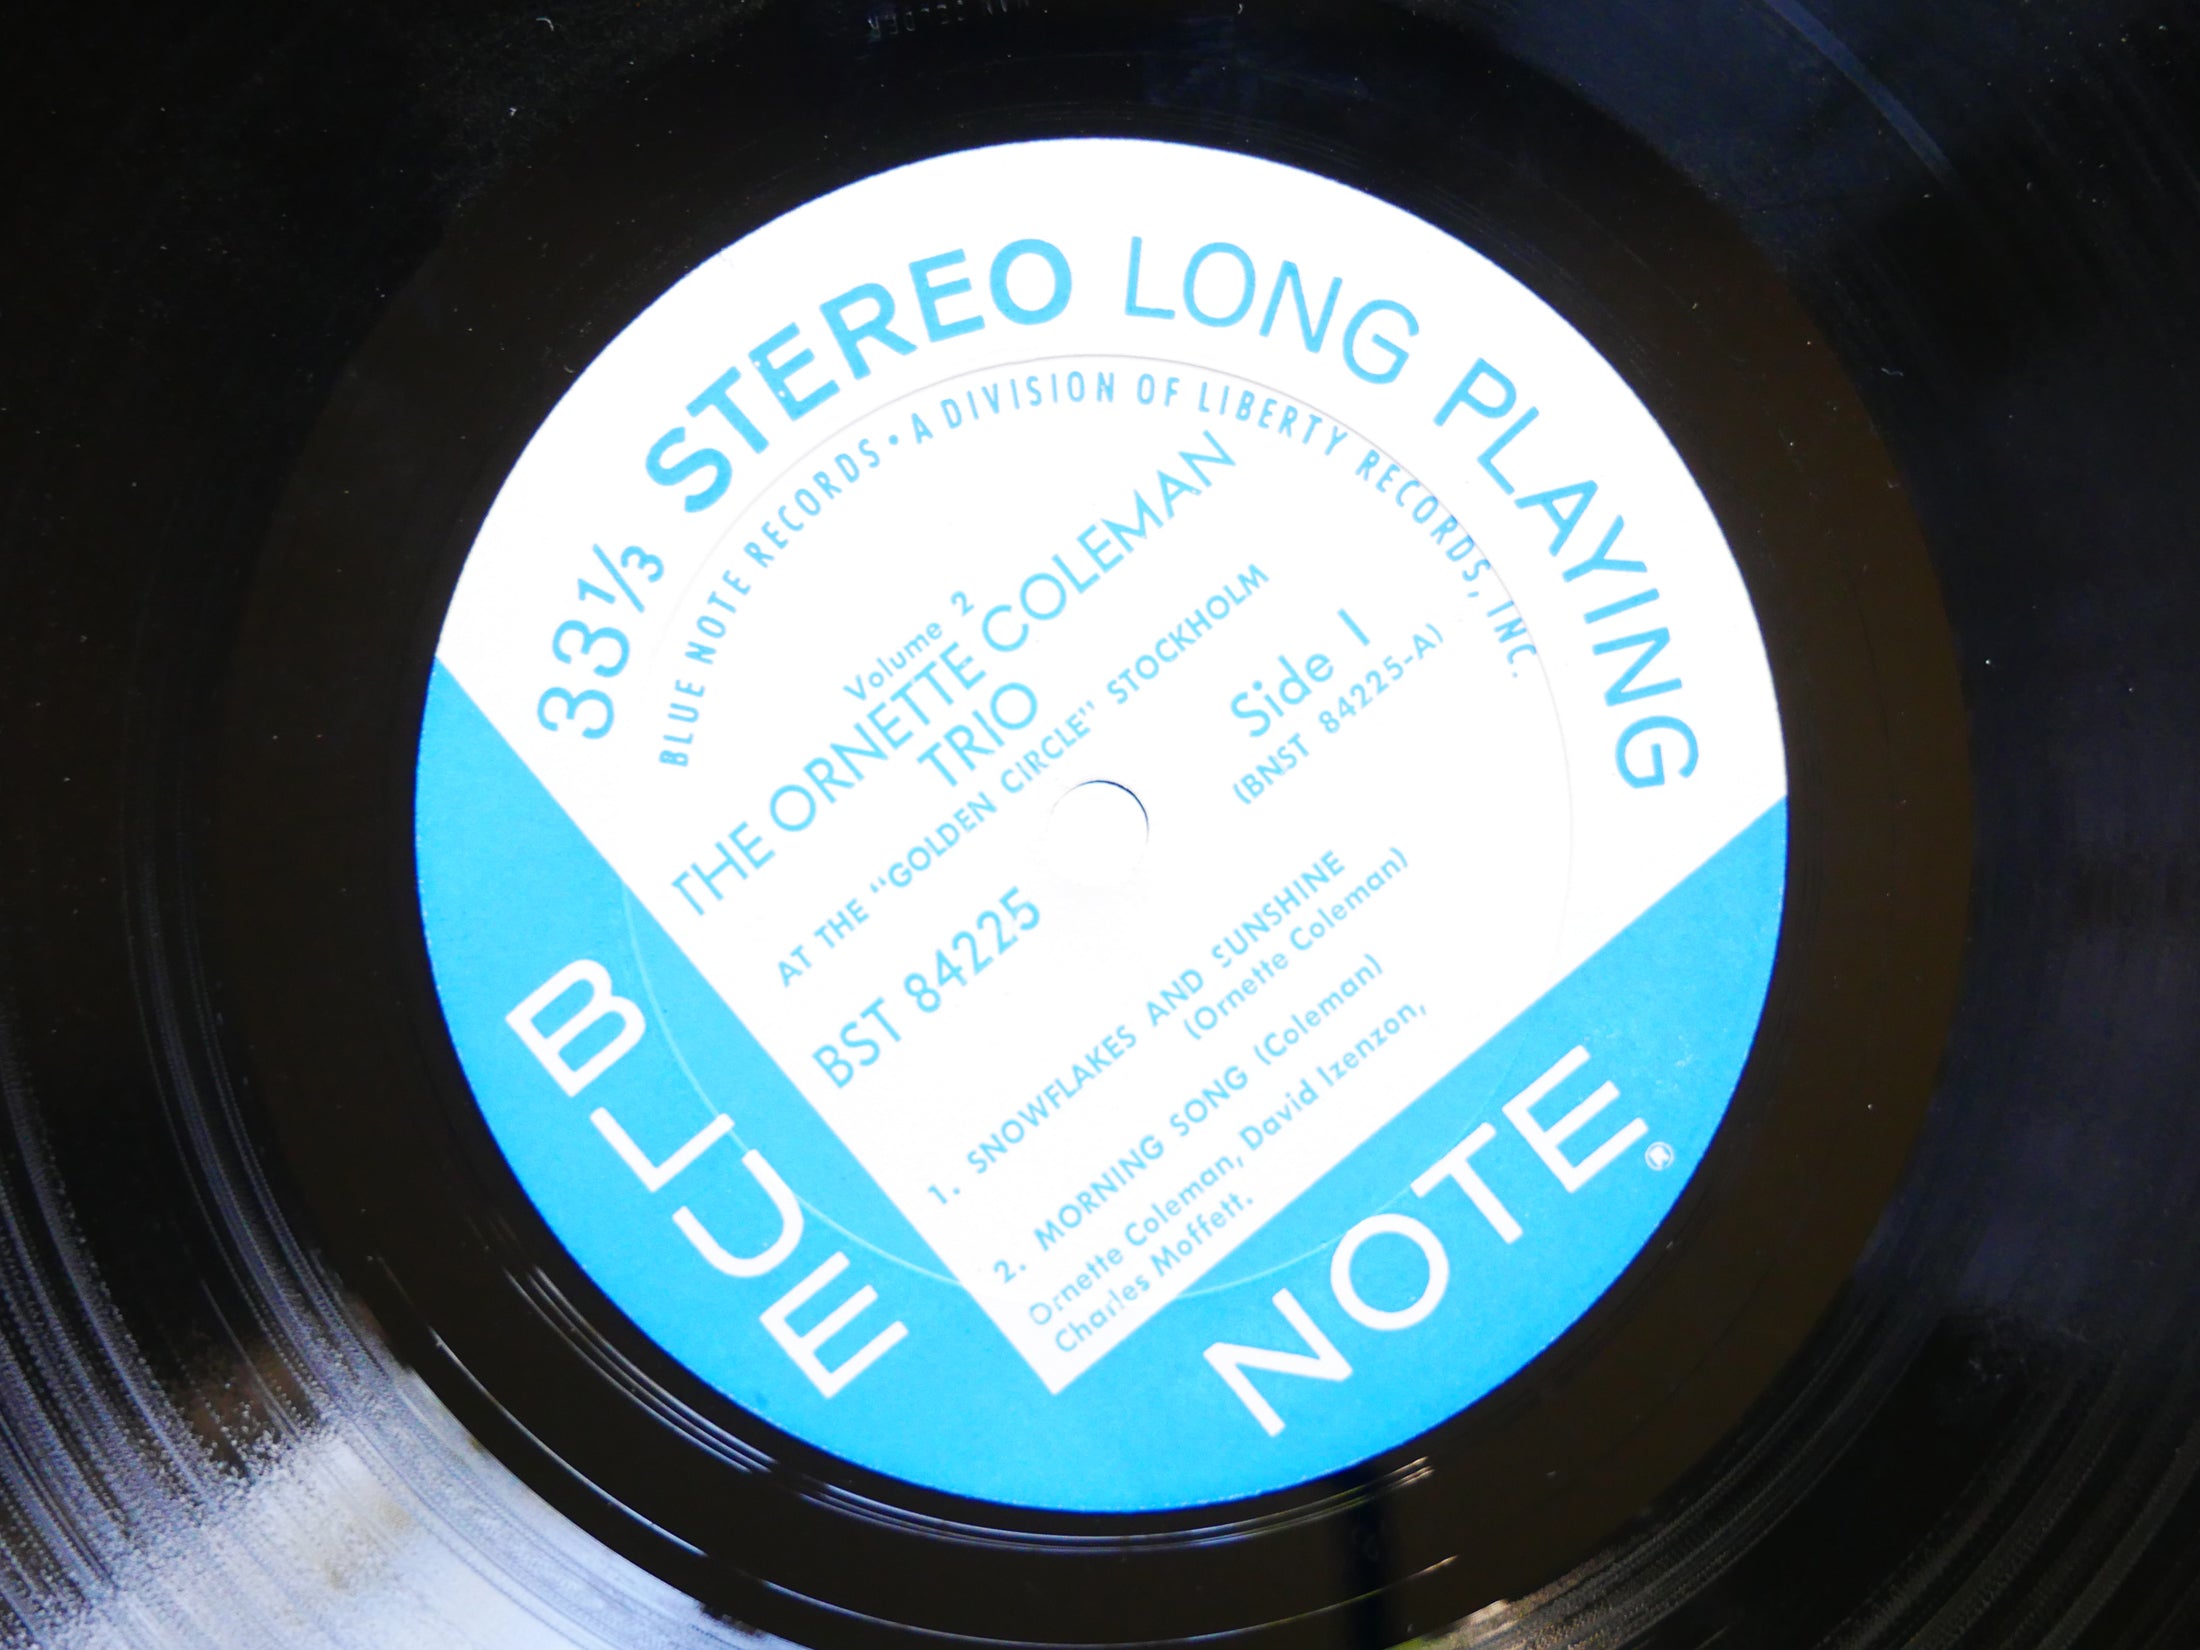 33⅓ STEREO LONG PLAYING
BLUE NOTE RECORDS • A DIVISION OF LIBERTY RECORDS, INC.
Volume 2
THE ORNETTE COLEMAN
TRIO
AT THE "GOLDEN CIRCLE" STOCKHOLM
Side 1
BST 84225
(BNST 84225-A)
1. SNOWFLAKES AND SUNSHINE
(Ornette Coleman)
2. MORNING SONG (Coleman)
Ornette Coleman, David Izenzon,
Charles Moffett.
BLUE NOTE